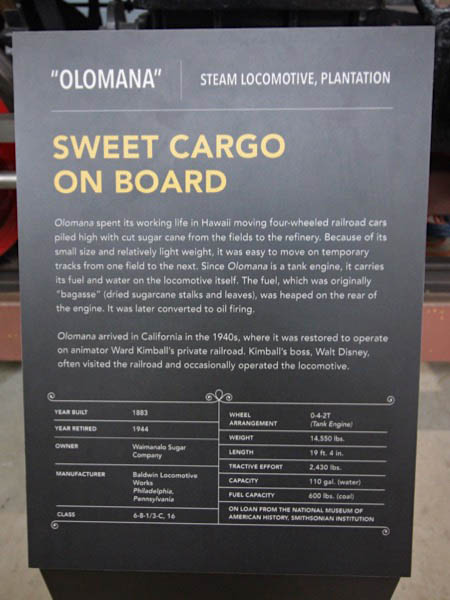 "OLOMANA" STEAM LOCOMOTIVE, PLANTATION
SWEET CARGO
ON BOARD
Olomana spent its working life in Hawaii moving four-wheeled railroad cars
piled high with cut sugar cane from the fields to the refinery. Because of its
small size and relatively light weight, it was easy to move on temporary
tracks from one field to the next. Since Olomana is a tank engine, it carries
its fuel and water on the locomotive itself. The fuel, which was originally
"bagasse" (dried sugarcane stalks and leaves), was heaped on the rear of
the engine. It was later converted to oil firing.
Olomana arrived in California in the 1940s, where it was restored to operate
on animator Ward Kimball's private railroad. Kimball's boss, Walt Disney,
often visited the railroad and occasionally operated the locomotive.
YEAR BUILT 1883
YEAR RETIRED 1944
OWNER Waimanalo Sugar
Company
MANUFACTURER Baldwin Locomotive
Works
Philadelphia,
Pennsylvania
CLASS 6-8-1/3-C, 16
WHEEL
ARRANGEMENT 0-4-2T
(Tank Engine)
WEIGHT 14,550 lbs.
LENGTH 19 ft. 4 in.
TRACTIVE EFFORT 2,430 lbs.
CAPACITY 110 gal. (water)
FUEL CAPACITY 600 lbs. (coal)
ON LOAN FROM THE NATIONAL MUSEUM OF
AMERICAN HISTORY, SMITHSONIAN INSTITUTION